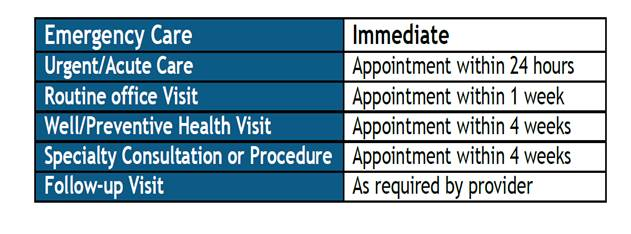 Emergency Care Immediate
Urgent/Acute Care Appointment within 24 hours
Routine office Visit Appointment within 1 week
Well/Preventive Health Visit Appointment within 4 weeks
Specialty Consultation or Procedure Appointment within 4 weeks
Follow-up Visit As required by provider